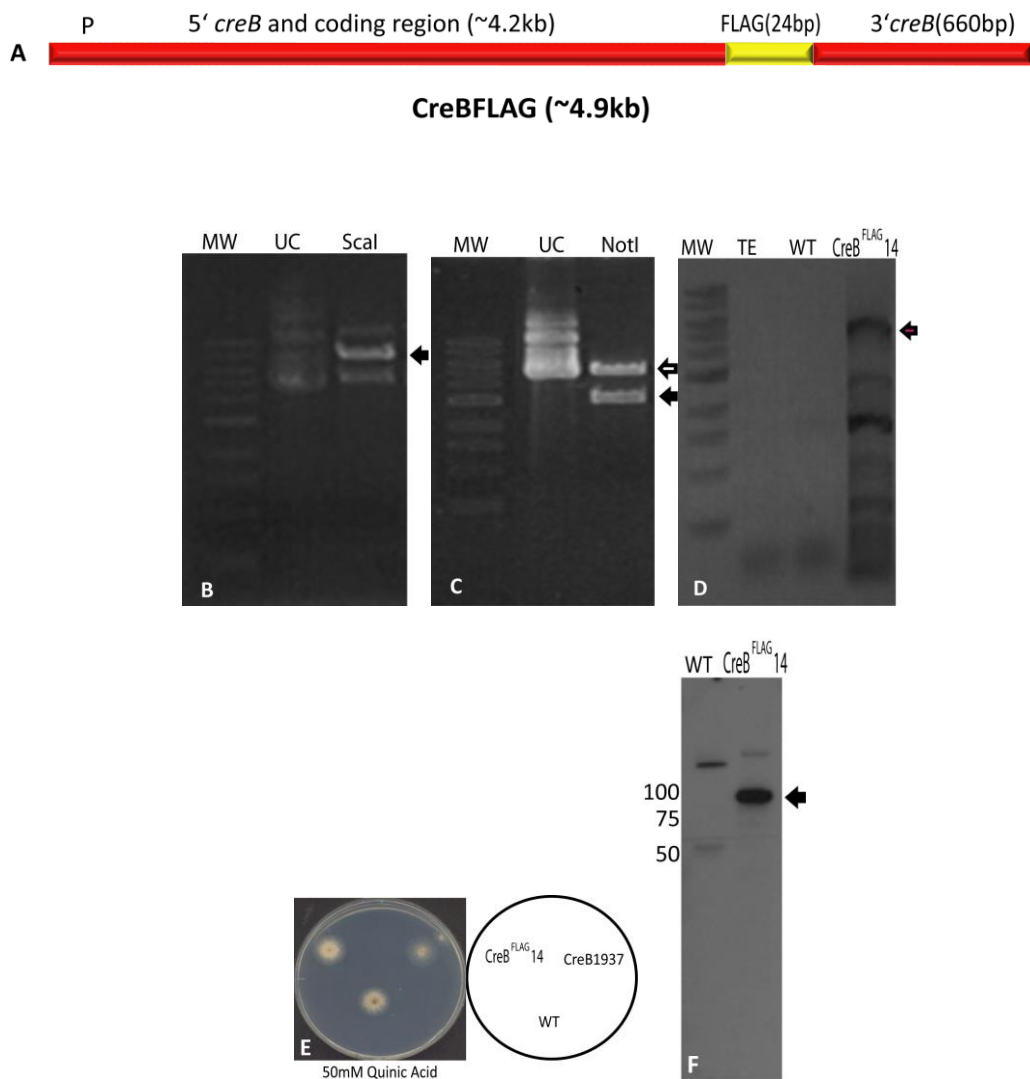 P 5‘ creB and coding region (~4.2kb) FLAG(24bp) 3‘creB(660bp)
A
CreBFLAG (~4.9kb)
MW UC ScaI
B
MW UC NotI
C
MW TE WT CreB^FLAG 14
D
WT CreB^FLAG 14
100
75
50
F
CreB^FLAG 14 CreB1937
WT
E
50mM Quinic Acid